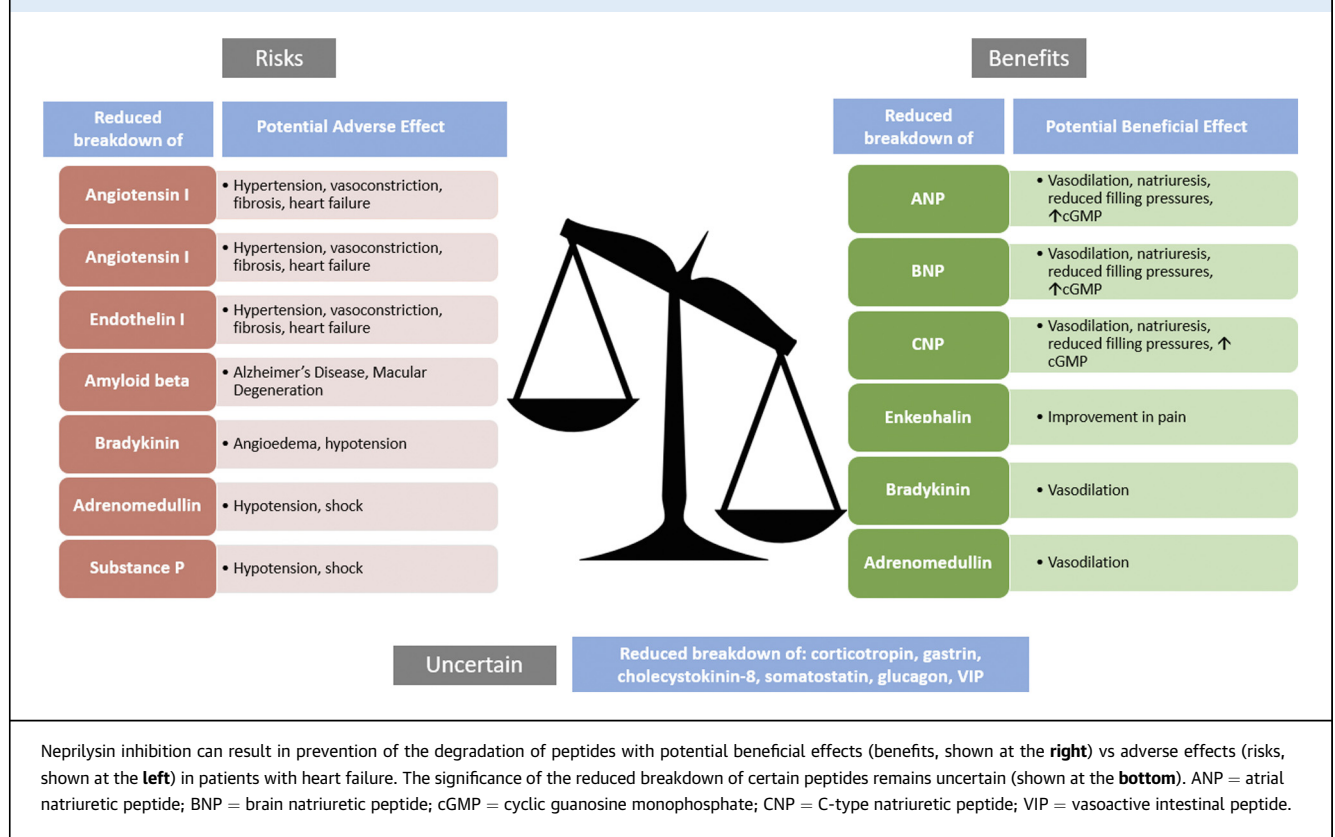 Risks
Reduced
breakdown of
Potential Adverse Effect
Angiotensin I
• Hypertension, vasoconstriction,
fibrosis, heart failure
Angiotensin I
• Hypertension, vasoconstriction,
fibrosis, heart failure
Endothelin I
• Hypertension, vasoconstriction,
fibrosis, heart failure
Amyloid beta
• Alzheimer’s Disease, Macular
Degeneration
Bradykinin
• Angioedema, hypotension
Adrenomedullin
• Hypotension, shock
Substance P
• Hypotension, shock
Benefits
Reduced
breakdown of
Potential Beneficial Effect
ANP
• Vasodilation, natriuresis,
reduced filling pressures,
↑cGMP
BNP
• Vasodilation, natriuresis,
reduced filling pressures,
↑cGMP
CNP
• Vasodilation, natriuresis,
reduced filling pressures, ↑
cGMP
Enkephalin
• Improvement in pain
Bradykinin
• Vasodilation
Adrenomedullin
• Vasodilation
Uncertain
Reduced breakdown of: corticotropin, gastrin,
cholecystokinin-8, somatostatin, glucagon, VIP
Neprilysin inhibition can result in prevention of the degradation of peptides with potential beneficial effects (benefits, shown at the right) vs adverse effects (risks,
shown at the left) in patients with heart failure. The significance of the reduced breakdown of certain peptides remains uncertain (shown at the bottom). ANP = atrial
natriuretic peptide; BNP = brain natriuretic peptide; cGMP = cyclic guanosine monophosphate; CNP = C-type natriuretic peptide; VIP = vasoactive intestinal peptide.